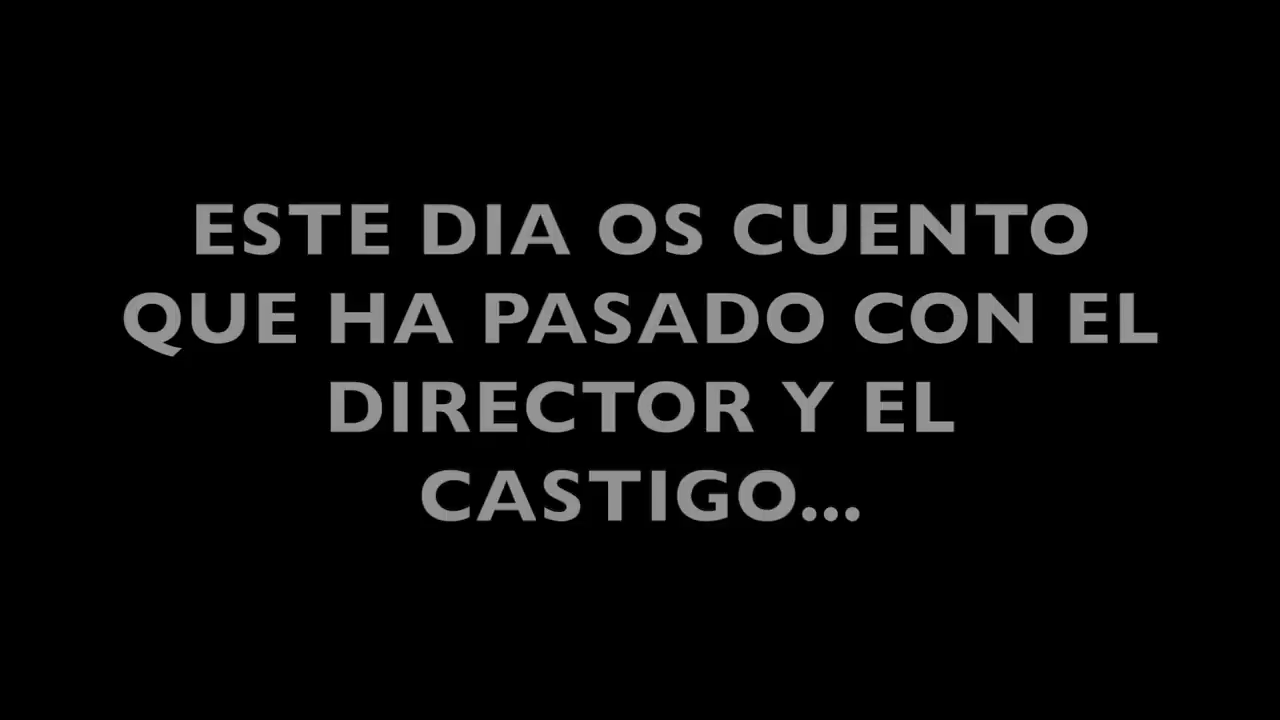 ESTE DIA OS CUENTO
QUE HA PASADO CON EL
DIRECTOR Y EL
CASTIGO...